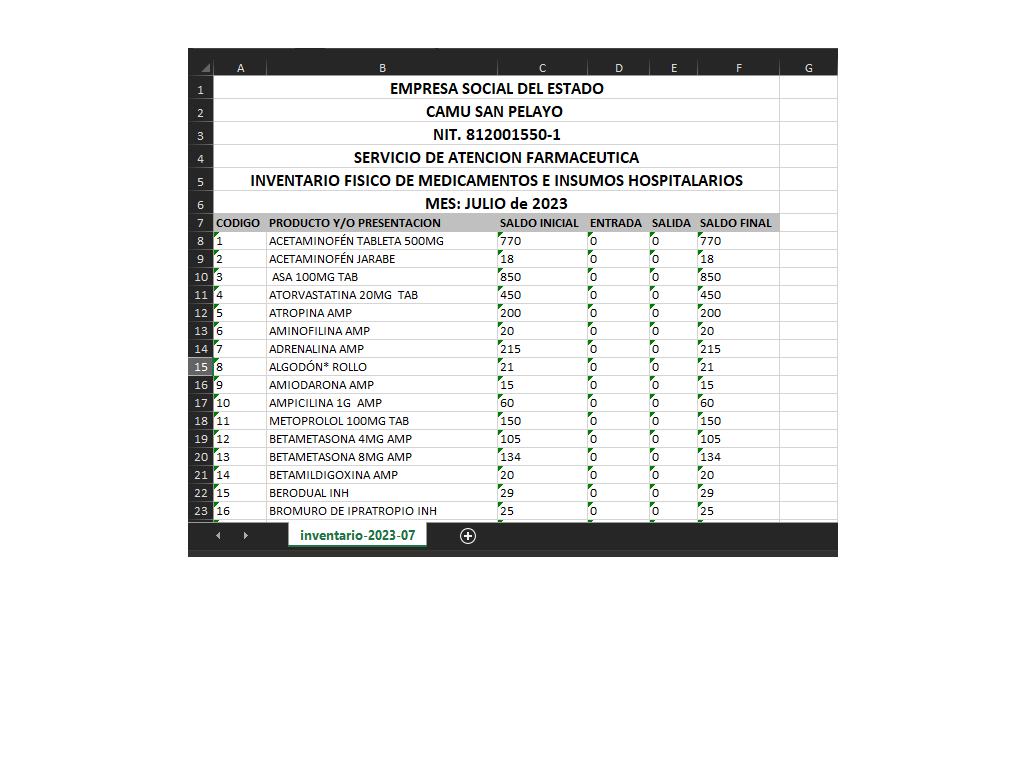 A B C D E F G
1 EMPRESA SOCIAL DEL ESTADO
2 CAMU SAN PELAYO
3 NIT. 812001550-1
4 SERVICIO DE ATENCION FARMACEUTICA
5 INVENTARIO FISICO DE MEDICAMENTOS E INSUMOS HOSPITALARIOS
6 MES: JULIO de 2023
7 CODIGO PRODUCTO Y/O PRESENTACION SALDO INICIAL ENTRADA SALIDA SALDO FINAL
8 1 ACETAMINOFÉN TABLETA 500MG 770 0 0 770
9 2 ACETAMINOFÉN JARABE 18 0 0 18
10 3 ASA 100MG TAB 850 0 0 850
11 4 ATORVASTATINA 20MG TAB 450 0 0 450
12 5 ATROPINA AMP 200 0 0 200
13 6 AMINOFILINA AMP 20 0 0 20
14 7 ADRENALINA AMP 215 0 0 215
15 8 ALGODÓN* ROLLO 21 0 0 21
16 9 AMIODARONA AMP 15 0 0 15
17 10 AMPICILINA 1G AMP 60 0 0 60
18 11 METOPROLOL 100MG TAB 150 0 0 150
19 12 BETAMETASONA 4MG AMP 105 0 0 105
20 13 BETAMETASONA 8MG AMP 134 0 0 134
21 14 BETAMILDIGOXINA AMP 20 0 0 20
22 15 BERODUAL INH 29 0 0 29
23 16 BROMURO DE IPRATROPIO INH 25 0 0 25
inventario-2023-07